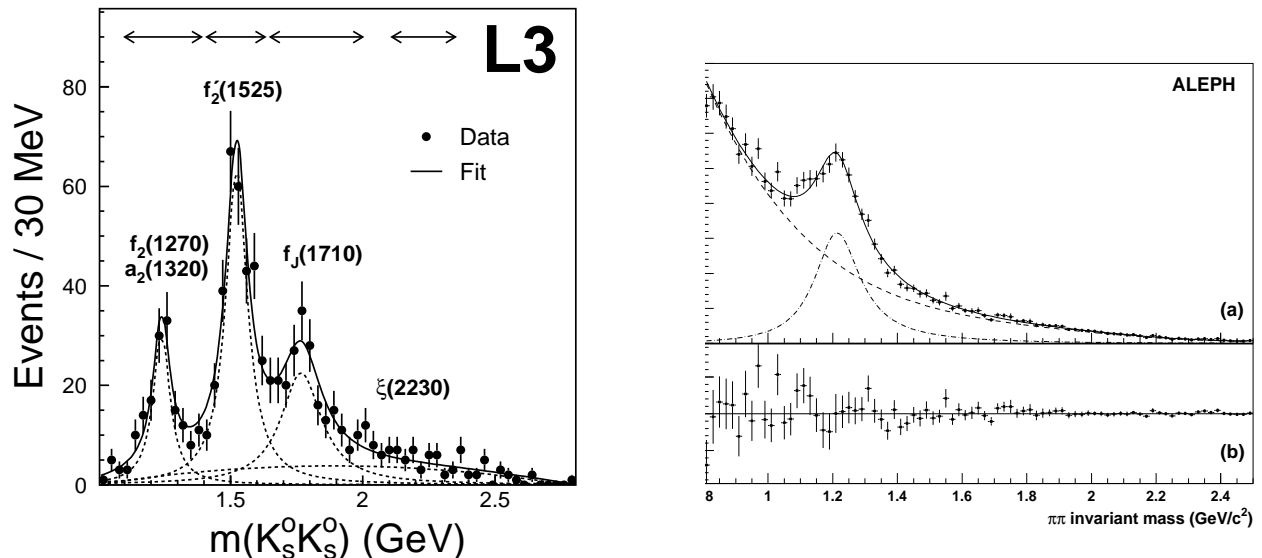 L3
f₂′(1525)
Data
Fit
f₂(1270)
a₂(1320)
f_J(1710)
ξ(2230)
Events / 30 MeV
80
60
40
20
0
1.5
2
2.5
m(K⁰ₛK⁰ₛ) (GeV)
ALEPH
(a)
(b)
8
1
1.2
1.4
1.6
1.8
2
2.2
2.4
ππ invariant mass (GeV/c²)